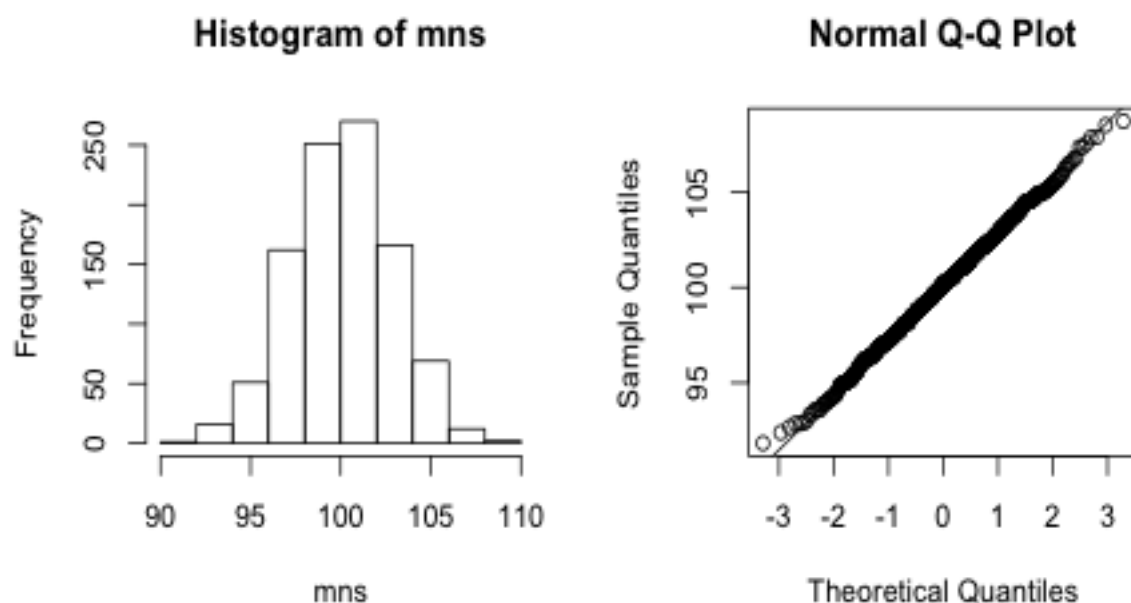 Histogram of mns
Frequency
0
50
150
250
90 95 100 105 110
mns
Normal Q-Q Plot
Sample Quantiles
95
100
105
-3 -2 -1 0 1 2 3
Theoretical Quantiles